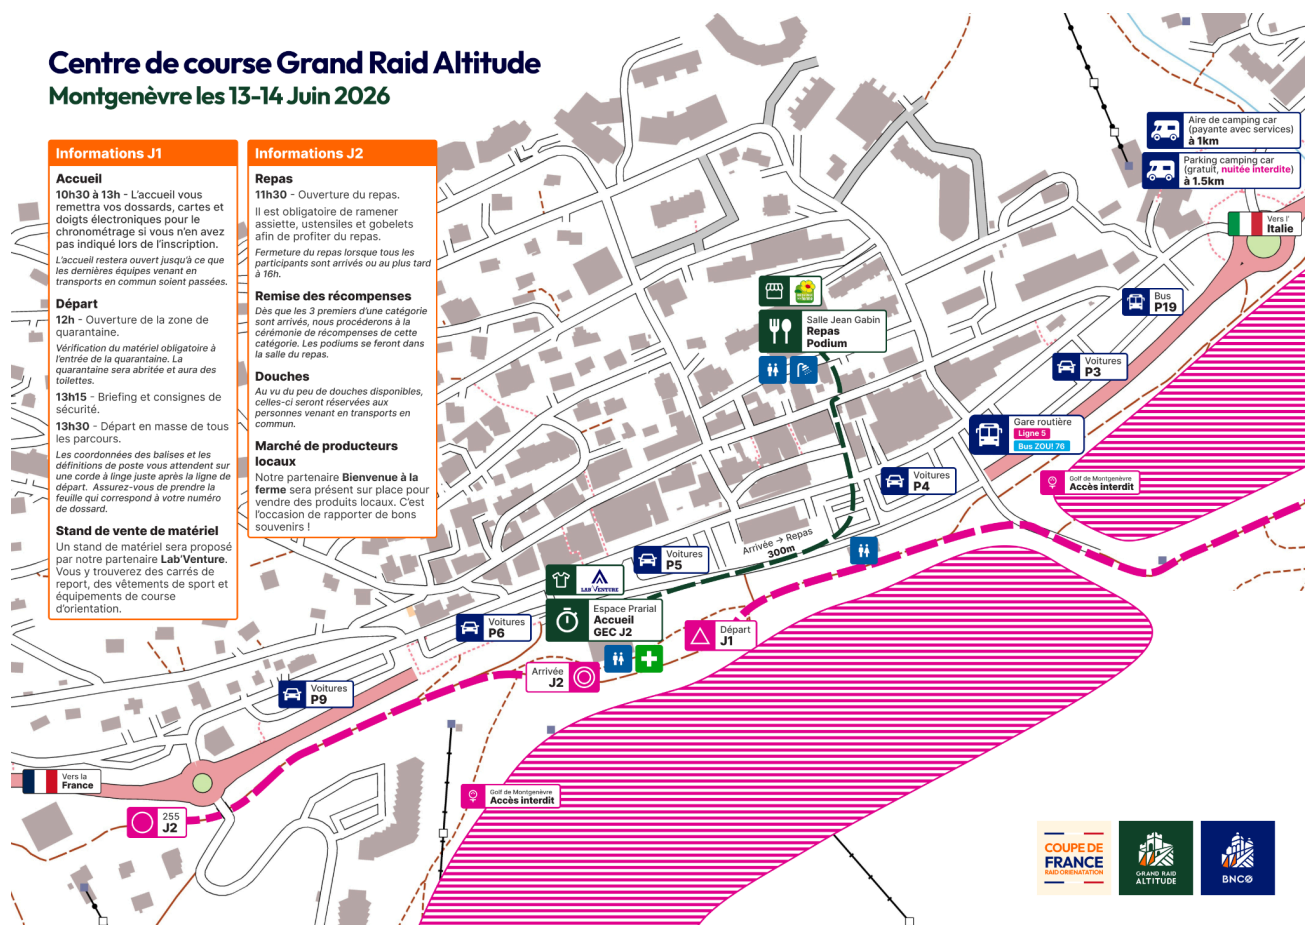 Centre de course Grand Raid Altitude
Montgenèvre les 13-14 Juin 2026
Informations J1
Accueil
10h30 à 13h - L'accueil vous
remettra vos dossards, cartes et
doigts électroniques pour le
chronométrage si vous n'en avez
pas indiqué lors de l'inscription.
L'accueil restera ouvert jusqu'à ce que
les dernières équipes venant en
transports en commun soient passées.
Départ
12h - Ouverture de la zone de
quarantaine.
Vérification du matériel obligatoire à
l'entrée de la quarantaine. La
quarantaine sera abritée et aura des
toilettes.
13h15 - Briefing et consignes de
sécurité.
13h30 - Départ en masse de tous
les parcours.
Les coordonnées des balises et les
définitions de poste vous attendent sur
une corde à linge juste après la ligne de
départ. Assurez-vous de prendre la
feuille qui correspond à votre numéro
de dossard.
Stand de vente de matériel
Un stand de matériel sera proposé
par notre partenaire Lab'Venture.
Vous y trouverez des carrés de
report, des vêtements de sport et
équipements de course
d'orientation.
Informations J2
Repas
11h30 - Ouverture du repas.
Il est obligatoire de ramener
assiette, ustensiles et gobelets
afin de profiter du repas.
Fermeture du repas lorsque tous les
participants sont arrivés ou au plus tard
à 16h.
Remise des récompenses
Dès que les 3 premiers d'une catégorie
sont arrivés, nous procéderons à la
cérémonie de récompenses de cette
catégorie. Les podiums se feront dans
la salle du repas.
Douches
Au vu du peu de douches disponibles,
celles-ci seront réservées aux
personnes venant en transports en
commun.
Marché de producteurs
locaux
Notre partenaire Bienvenue à la
ferme sera présent sur place pour
vendre des produits locaux. C'est
l'occasion de rapporter de bons
souvenirs !
Aire de camping car
(payante avec services)
à 1km
Parking camping car
(gratuit, nuitée interdite)
à 1.5km
Vers l'
Italie
Bus
P19
Salle Jean Gabin
Repas
Podium
Voitures
P3
Gare routière
Ligne 5
Bus ZOU! 76
Voitures
P4
Golf de Montgenèvre
Accès interdit
Arrivée → Repas
300m
Voitures
P5
LAB'VENTURE
Espace Prarial
Accueil
GEC J2
Voitures
P6
Départ
J1
Arrivée
J2
Voitures
P9
Vers la
France
255
J2
Golf de Montgenèvre
Accès interdit
COUPE DE
FRANCE
RAID ORIENATATION
GRAND RAID
ALTITUDE
BNCO